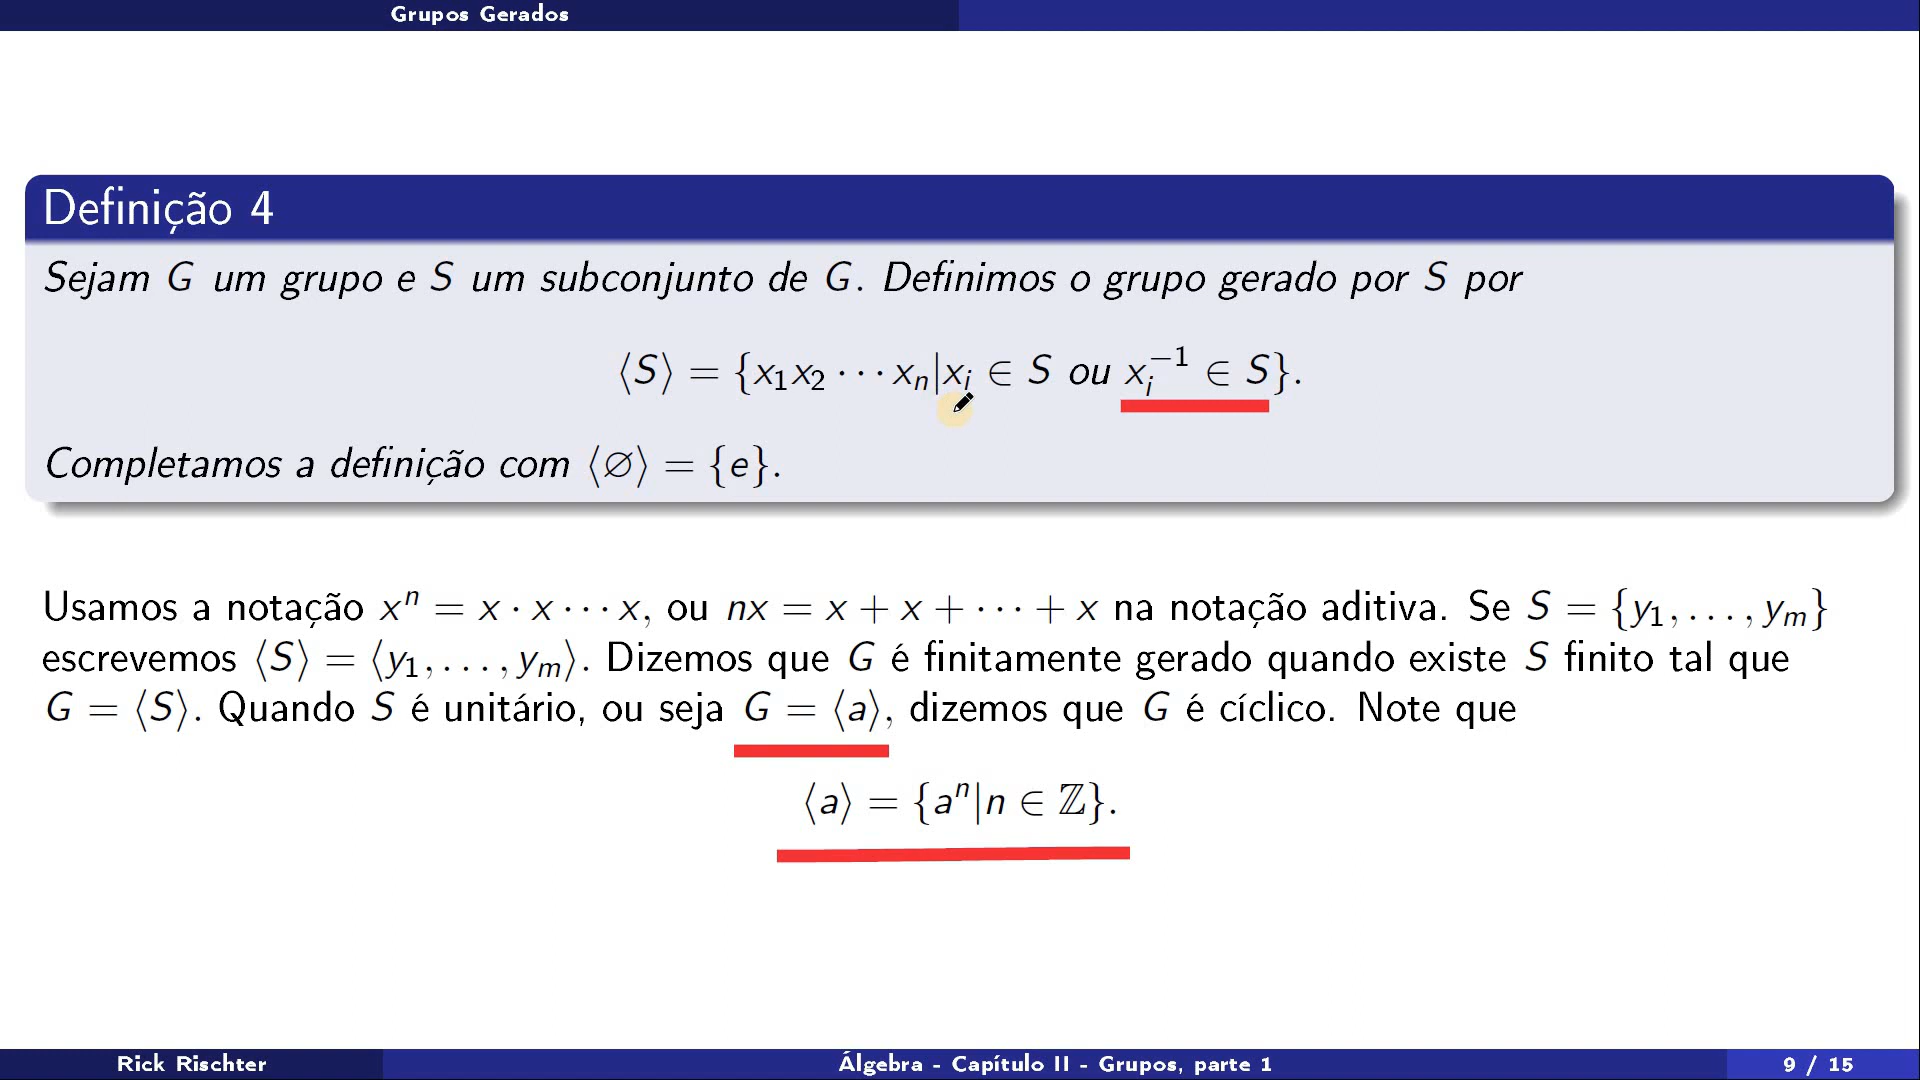 Grupos Gerados
Definição 4
Sejam G um grupo e S um subconjunto de G. Definimos o grupo gerado por S por
⟨S⟩ = {x₁x₂ ··· xₙ|xᵢ ∈ S ou xᵢ⁻¹ ∈ S}.
Completamos a definição com ⟨∅⟩ = {e}.
Usamos a notação xⁿ = x · x ··· x, ou nx = x + x + ··· + x na notação aditiva. Se S = {y₁, . . . , yₘ}
escrevemos ⟨S⟩ = ⟨y₁, . . . , yₘ⟩. Dizemos que G é finitamente gerado quando existe S finito tal que
G = ⟨S⟩. Quando S é unitário, ou seja G = ⟨a⟩, dizemos que G é cíclico. Note que
⟨a⟩ = {aⁿ|n ∈ ℤ}.
Rick Rischter
Álgebra - Capítulo II - Grupos, parte 1
9 / 15